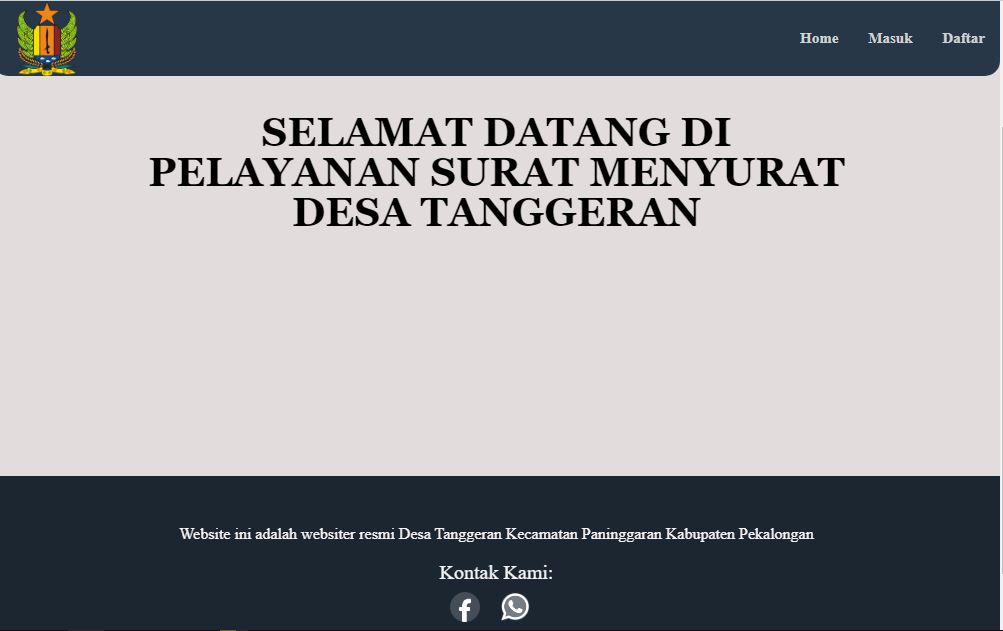 Home Masuk Daftar
SELAMAT DATANG DI
PELAYANAN SURAT MENYURAT
DESA TANGGERAN
Website ini adalah websiter resmi Desa Tanggeran Kecamatan Paninggaran Kabupaten Pekalongan
Kontak Kami: